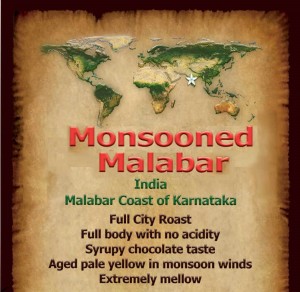 Monsooned
Malabar
India
Malabar Coast of Karnataka
Full City Roast
Full body with no acidity
Syrupy chocolate taste
Aged pale yellow in monsoon winds
Extremely mellow